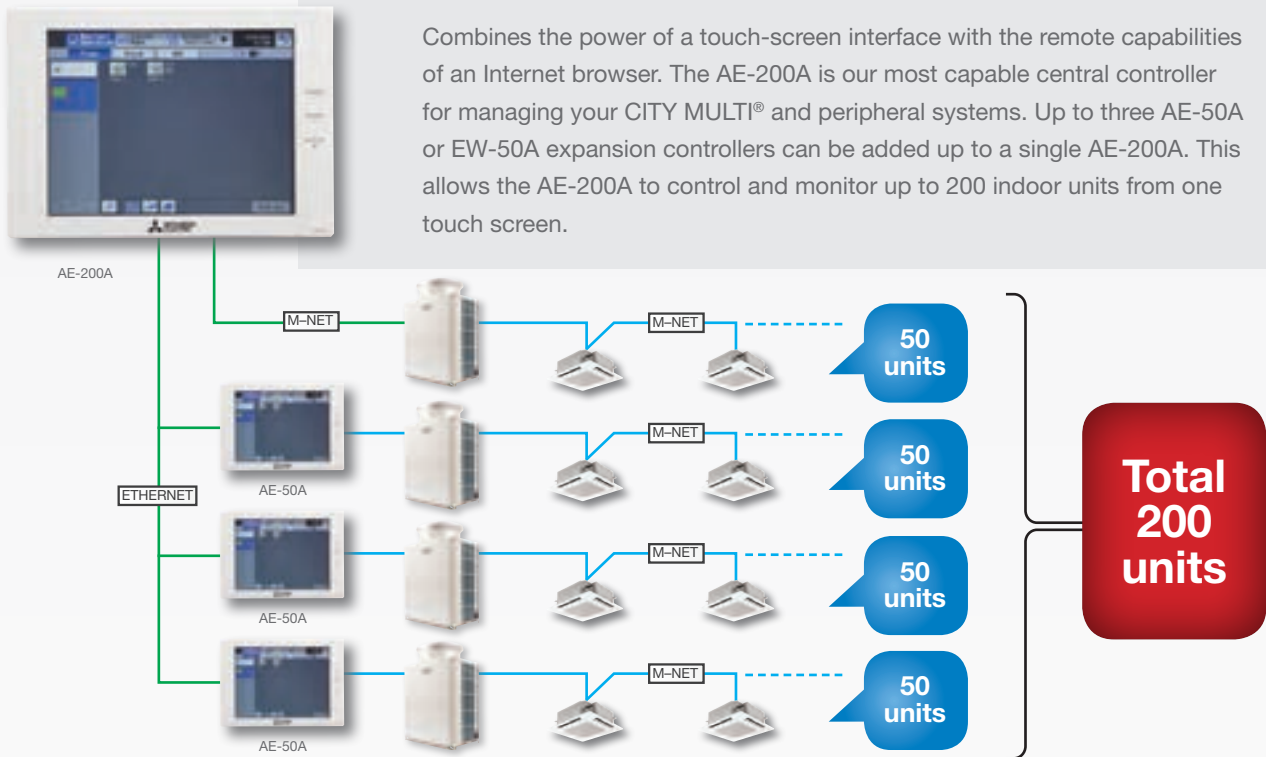 Combines the power of a touch-screen interface with the remote capabilities
of an Internet browser. The AE-200A is our most capable central controller
for managing your CITY MULTI® and peripheral systems. Up to three AE-50A
or EW-50A expansion controllers can be added up to a single AE-200A. This
allows the AE-200A to control and monitor up to 200 indoor units from one
touch screen.
AE-200A
M–NET
M–NET
50
units
AE-50A
M–NET
50
units
ETHERNET
Total
200
units
AE-50A
M–NET
50
units
AE-50A
M–NET
50
units